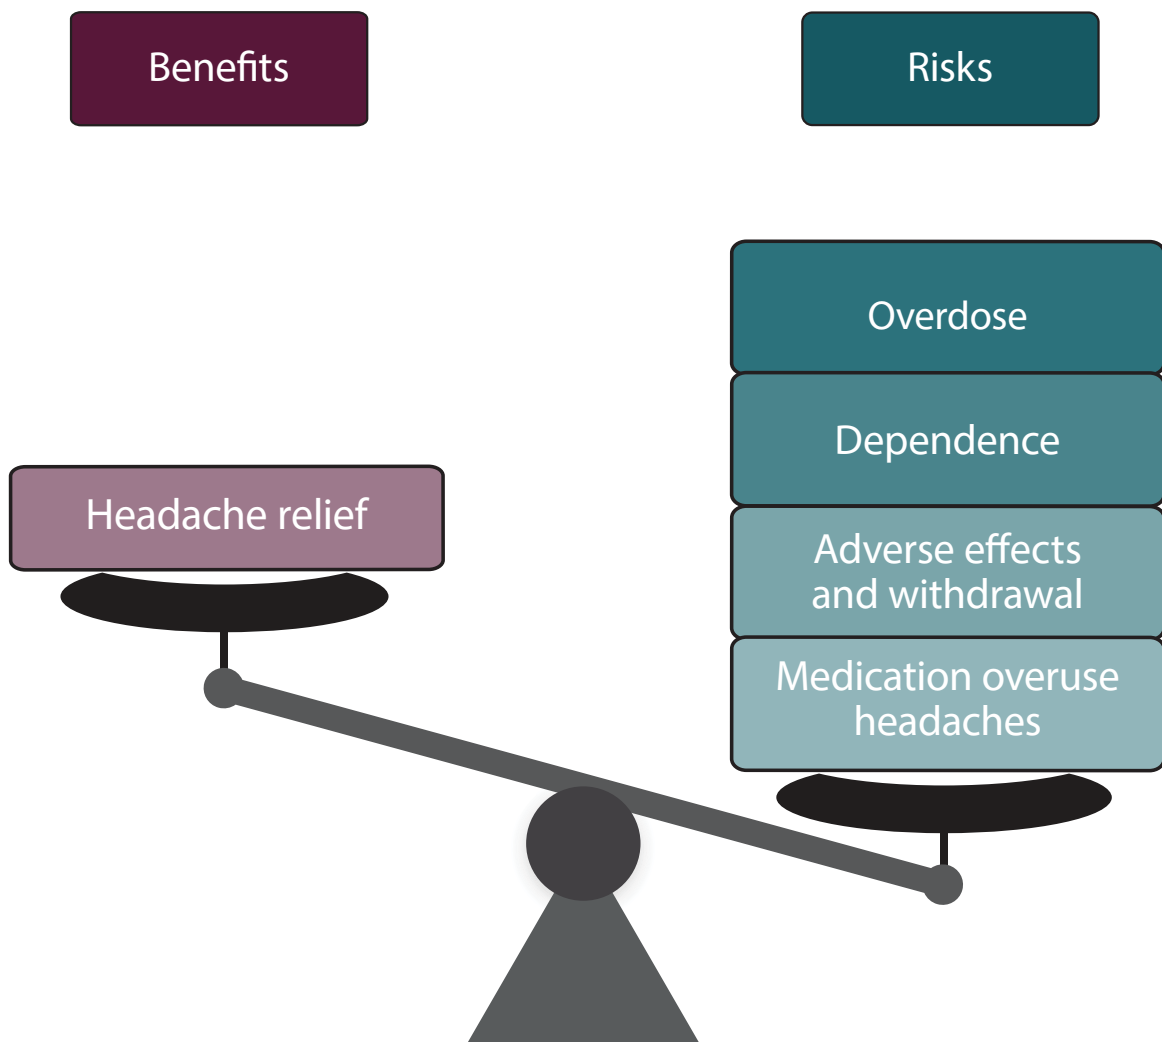 Benefits
Risks
Overdose
Dependence
Headache relief
Adverse effects
and withdrawal
Medication overuse
headaches